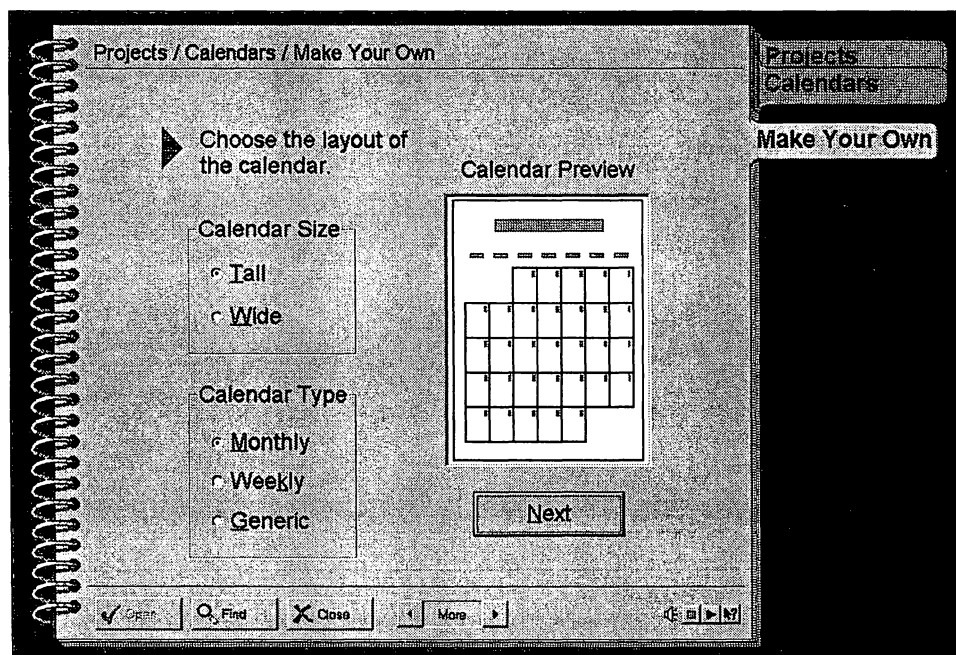 Projects / Calendars / Make Your Own
Projects
Calendars
Make Your Own
Choose the layout of
the calendar.
Calendar Preview
Calendar Size
Tall
Wide
Calendar Type
Monthly
Weekly
Generic
Next
Open
Find
Close
More